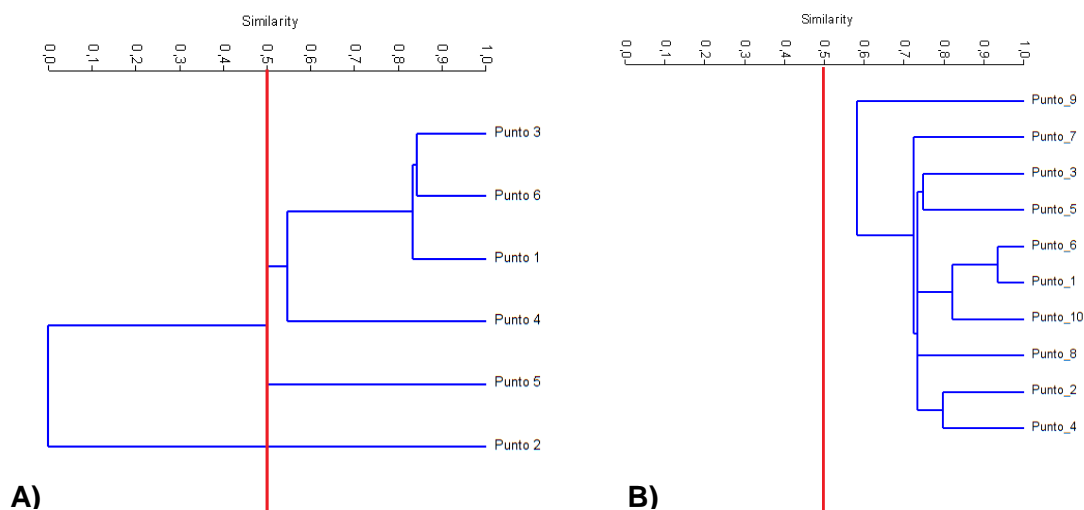 Similarity
0,0 0,1 0,2 0,3 0,4 0,5 0,6 0,7 0,8 0,9 1,0
Punto 3
Punto 6
Punto 1
Punto 4
Punto 5
Punto 2
A)
Similarity
0,0 0,1 0,2 0,3 0,4 0,5 0,6 0,7 0,8 0,9 1,0
Punto_9
Punto_7
Punto_3
Punto_5
Punto_6
Punto_1
Punto_10
Punto_8
Punto_2
Punto_4
B)